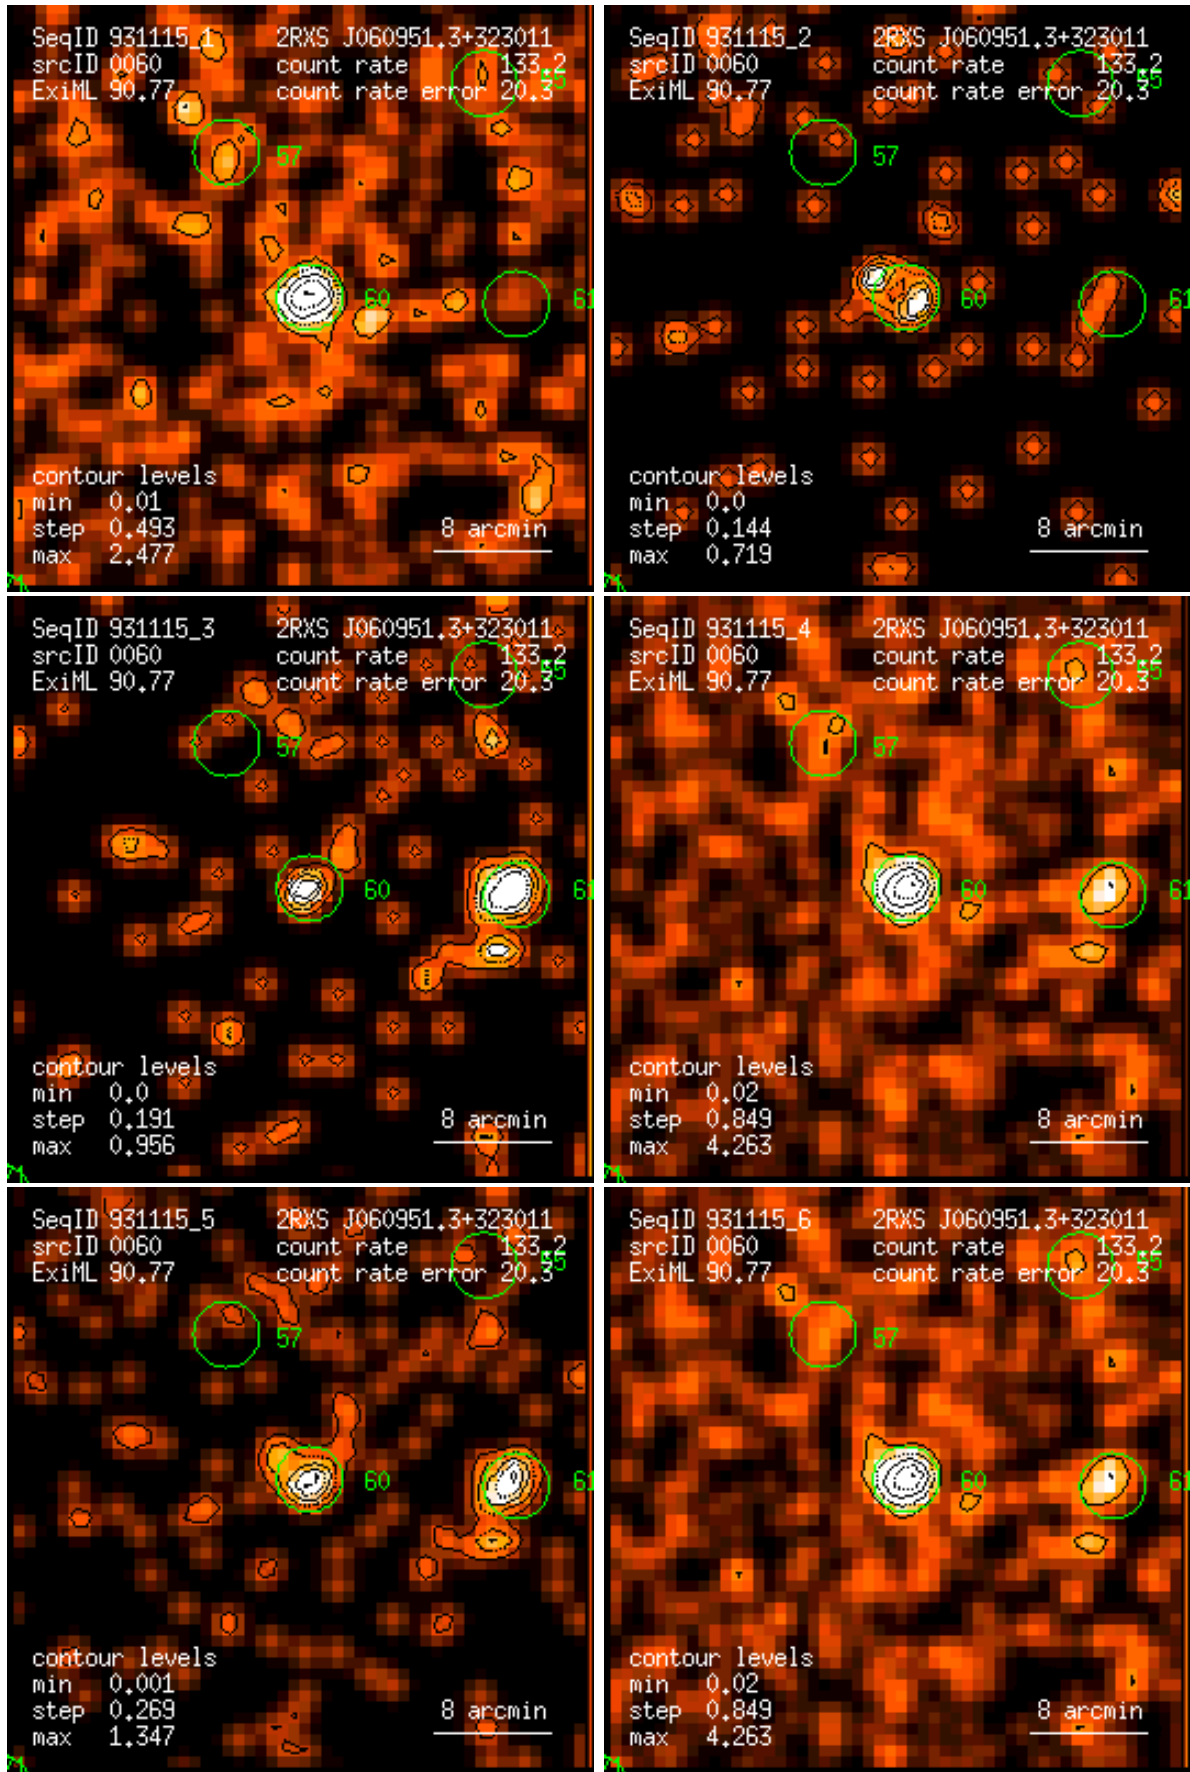 SeqID 931115_1 2RXS J060951.3+323011
srcID 0060 count rate 133.2
ExiML 90.77 count rate error 20.3
55
57
60
61
contour levels
min 0.01
step 0.493
max 2.477
8 arcmin
SeqID 931115_2 2RXS J060951.3+323011
srcID 0060 count rate 133.2
ExiML 90.77 count rate error 20.3
55
57
60
61
contour levels
min 0.0
step 0.144
max 0.719
8 arcmin
SeqID 931115_3 2RXS J060951.3+323011
srcID 0060 count rate 133.2
ExiML 90.77 count rate error 20.3
55
57
60
61
contour levels
min 0.0
step 0.191
max 0.956
8 arcmin
SeqID 931115_4 2RXS J060951.3+323011
srcID 0060 count rate 133.2
ExiML 90.77 count rate error 20.3
55
57
60
61
contour levels
min 0.02
step 0.849
max 4.263
8 arcmin
SeqID 931115_5 2RXS J060951.3+323011
srcID 0060 count rate 133.2
ExiML 90.77 count rate error 20.3
55
57
60
61
contour levels
min 0.001
step 0.269
max 1.347
8 arcmin
SeqID 931115_6 2RXS J060951.3+323011
srcID 0060 count rate 133.2
ExiML 90.77 count rate error 20.3
55
57
60
61
contour levels
min 0.02
step 0.849
max 4.263
8 arcmin